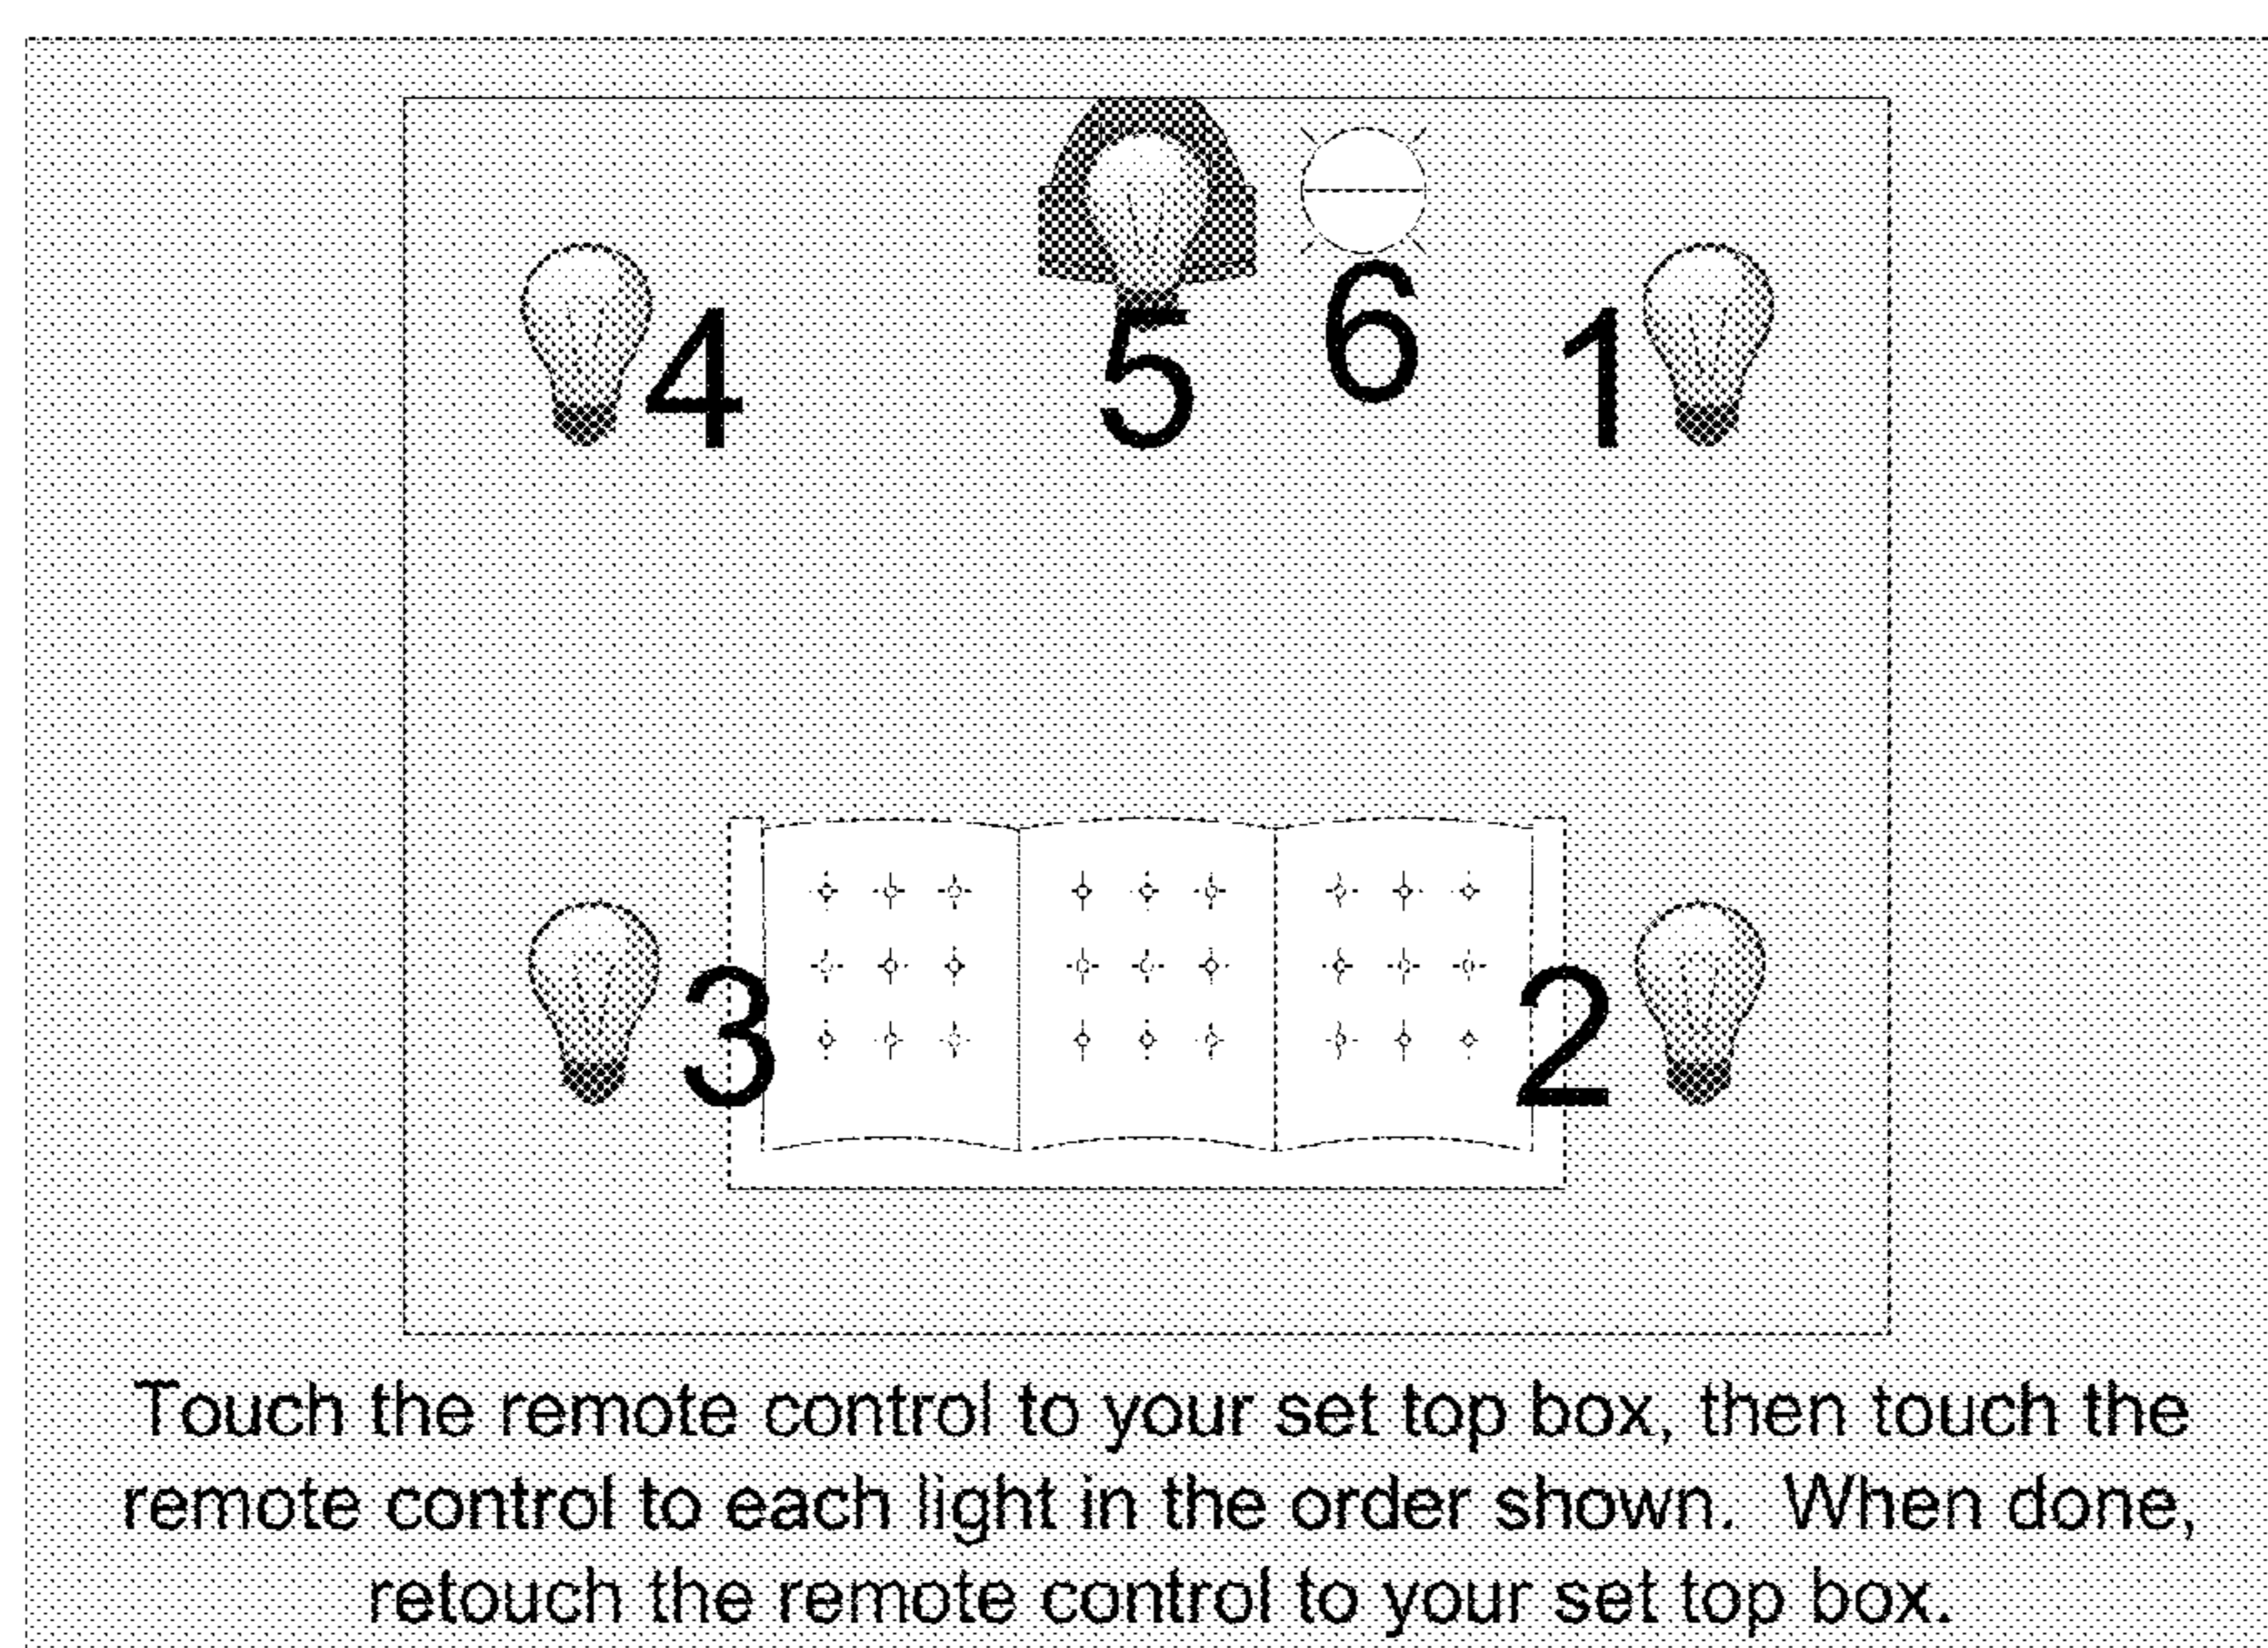 4
5
6
1
3
2
Touch the remote control to your set top box, then touch the
remote control to each light in the order shown.  When done,
retouch the remote control to your set top box.